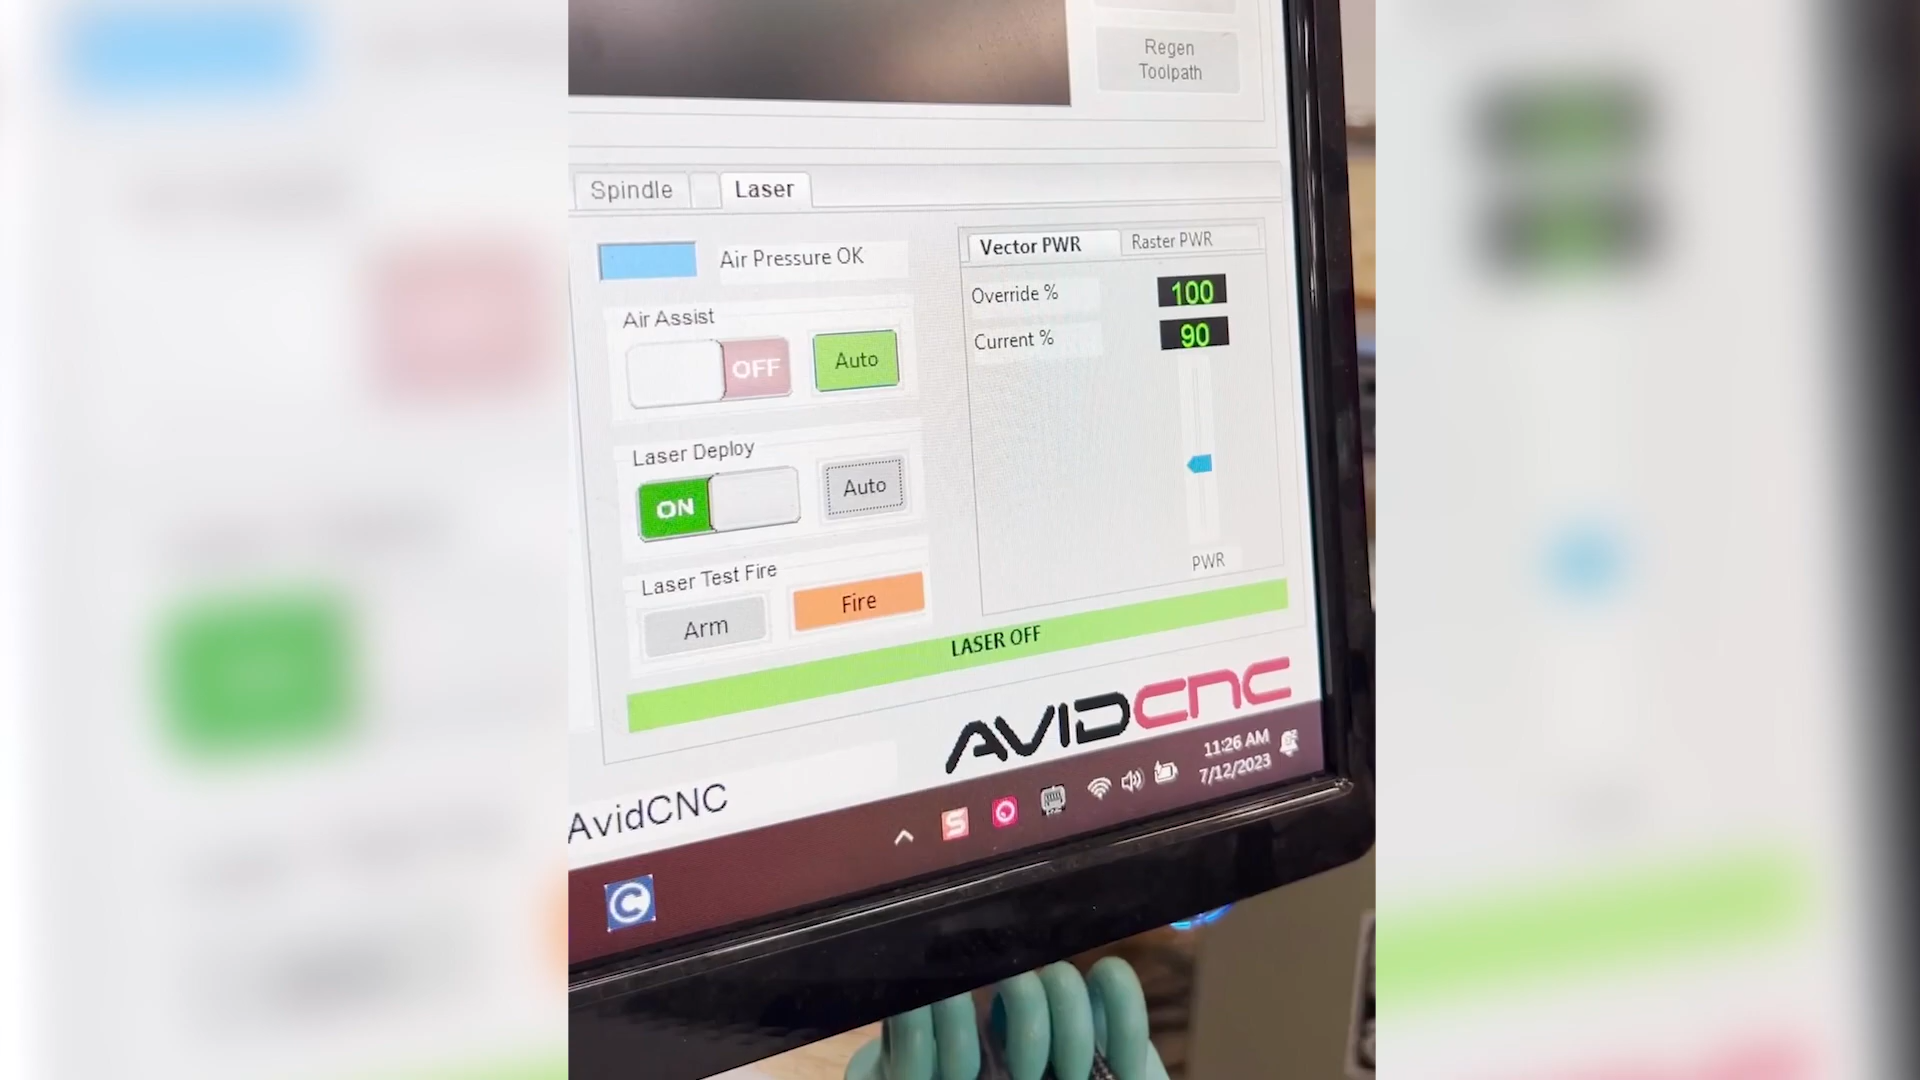 Regen
Toolpath
Spindle
Laser
Air Pressure OK
Air Assist
OFF
Auto
Laser Deploy
ON
Auto
Laser Test Fire
Arm
Fire
Vector PWR
Raster PWR
Override %
100
Current %
90
PWR
LASER OFF
AVIDCNC
AvidCNC
S
11:26 AM
7/12/2023
C